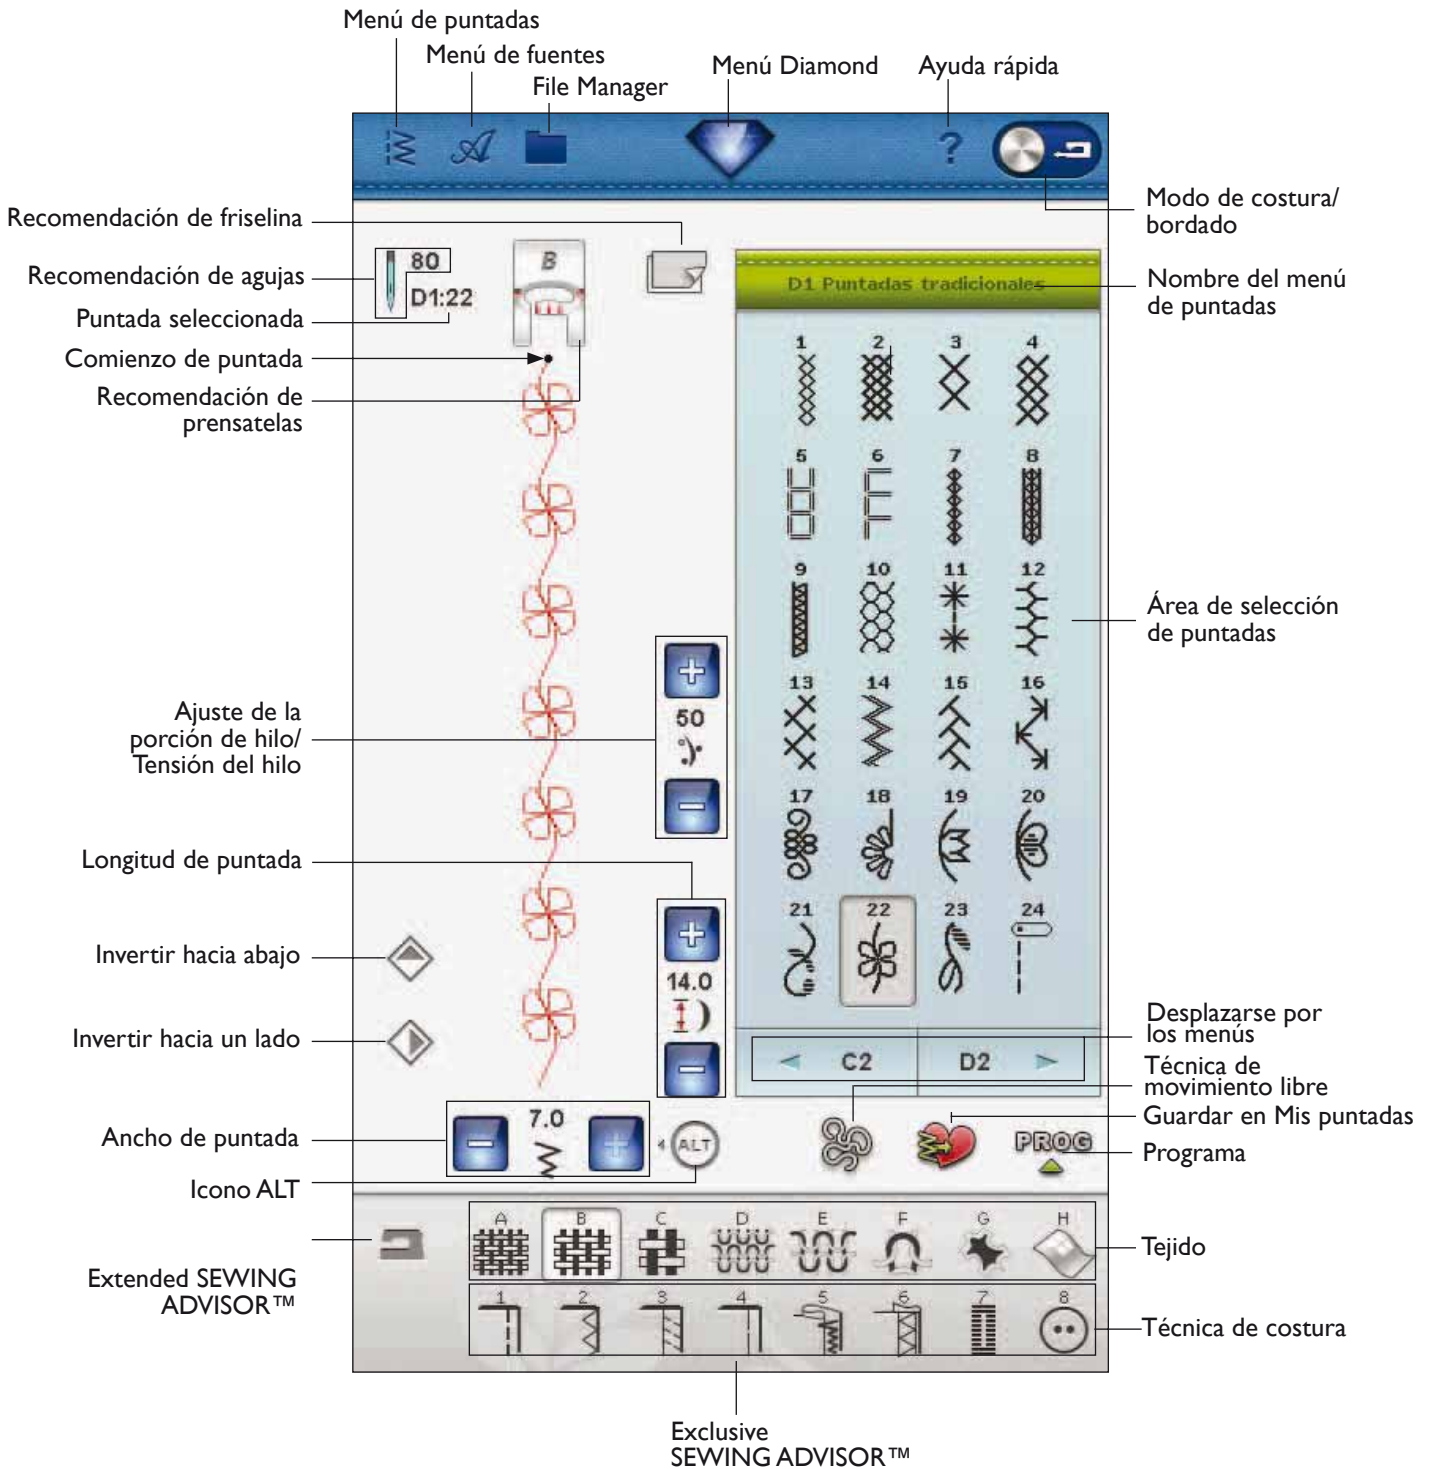 Menú de puntadas
Menú de fuentes
File Manager
Menú Diamond
Ayuda rápida
Modo de costura/
bordado
Recomendación de friselina
Recomendación de agujas
80
D1:22
B
Puntada seleccionada
Comienzo de puntada
Recomendación de
prensatelas
D1 Puntadas tradicionales
Nombre del menú
de puntadas
1 2 3 4
5 6 7 8
9 10 11 12
13 14 15 16
17 18 19 20
21 22 23 24
Área de selección
de puntadas
Ajuste de la
porción de hilo/
Tensión del hilo
50
Longitud de puntada
14.0
Invertir hacia abajo
Invertir hacia un lado
C2 D2
Desplazarse por
los menús
Técnica de
movimiento libre
Guardar en Mis puntadas
PROG
Programa
Ancho de puntada
7.0
ALT
Icono ALT
A B C D E F G H
Tejido
Extended SEWING
ADVISOR™
1 2 3 4 5 6 7 8
Técnica de costura
Exclusive
SEWING ADVISOR™